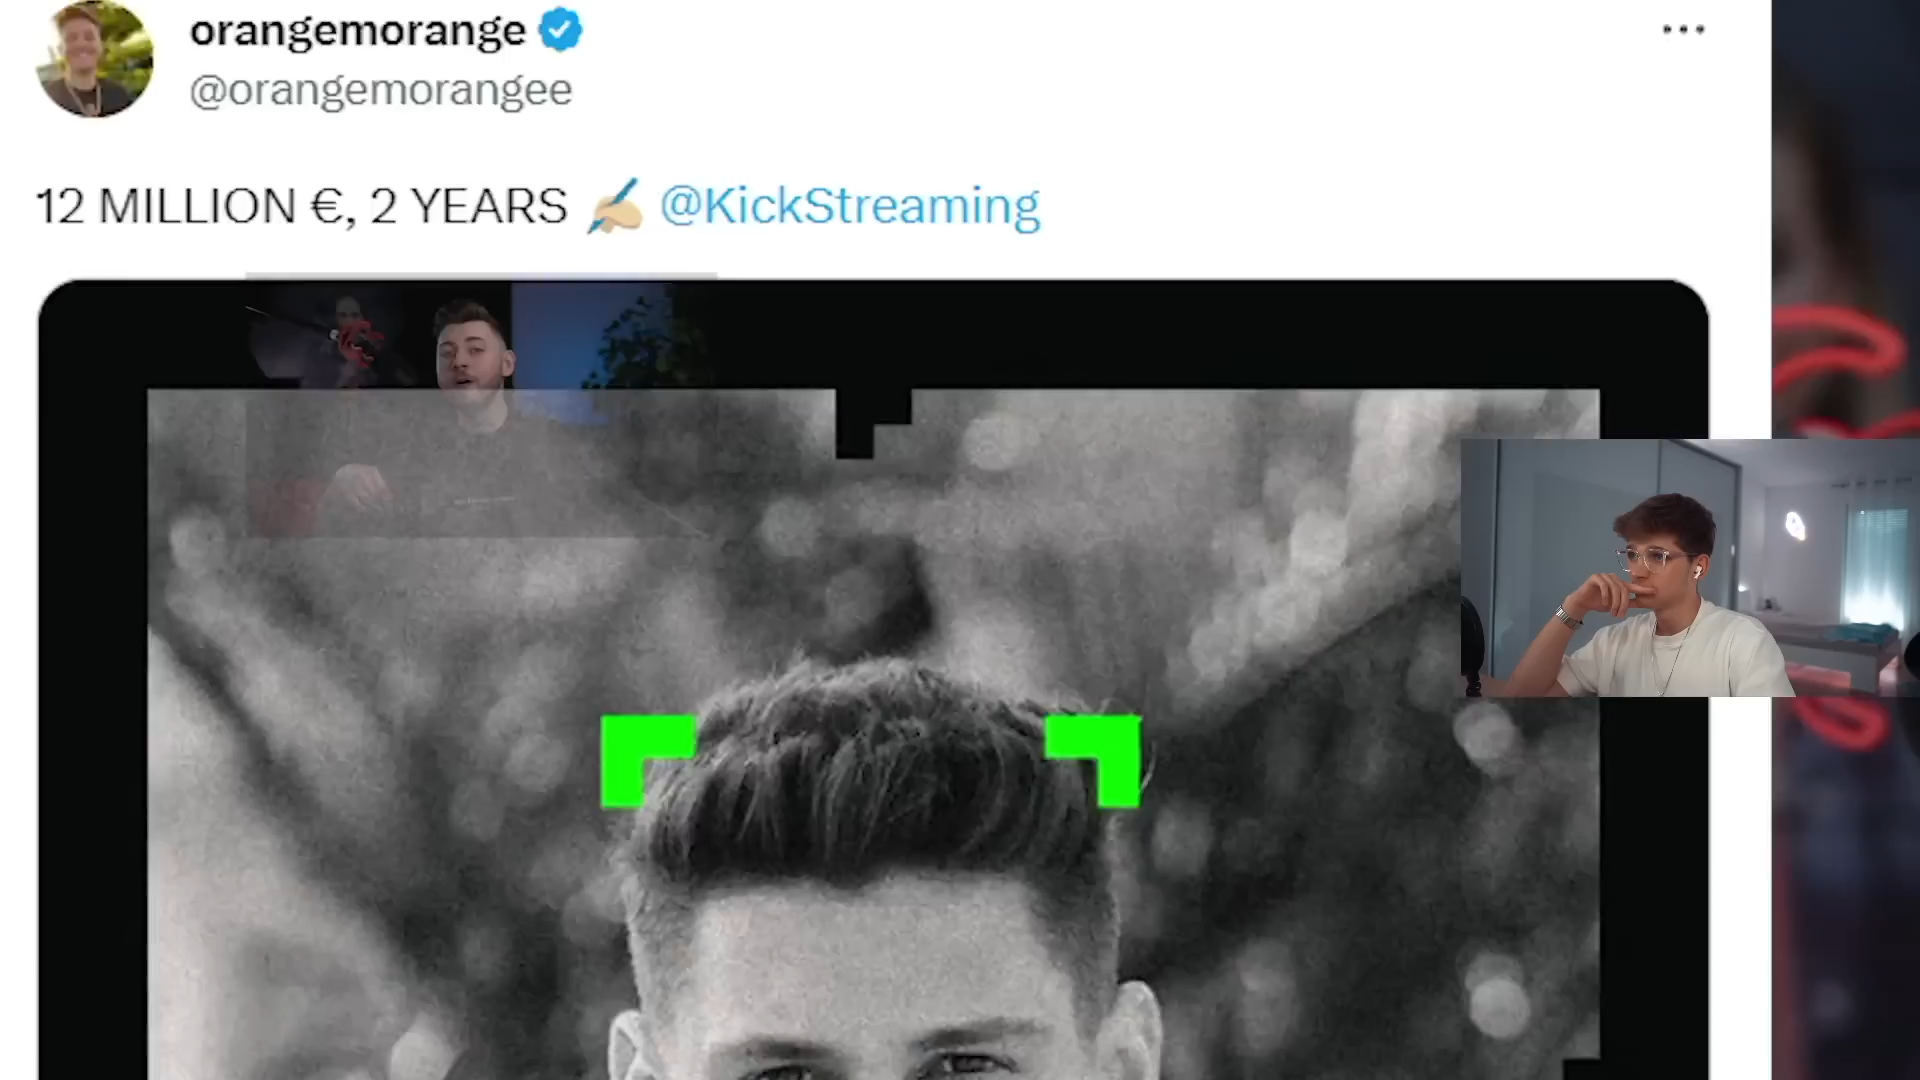 orangemorange
@orangemorangee
12 MILLION €, 2 YEARS ✍🏼 @KickStreaming